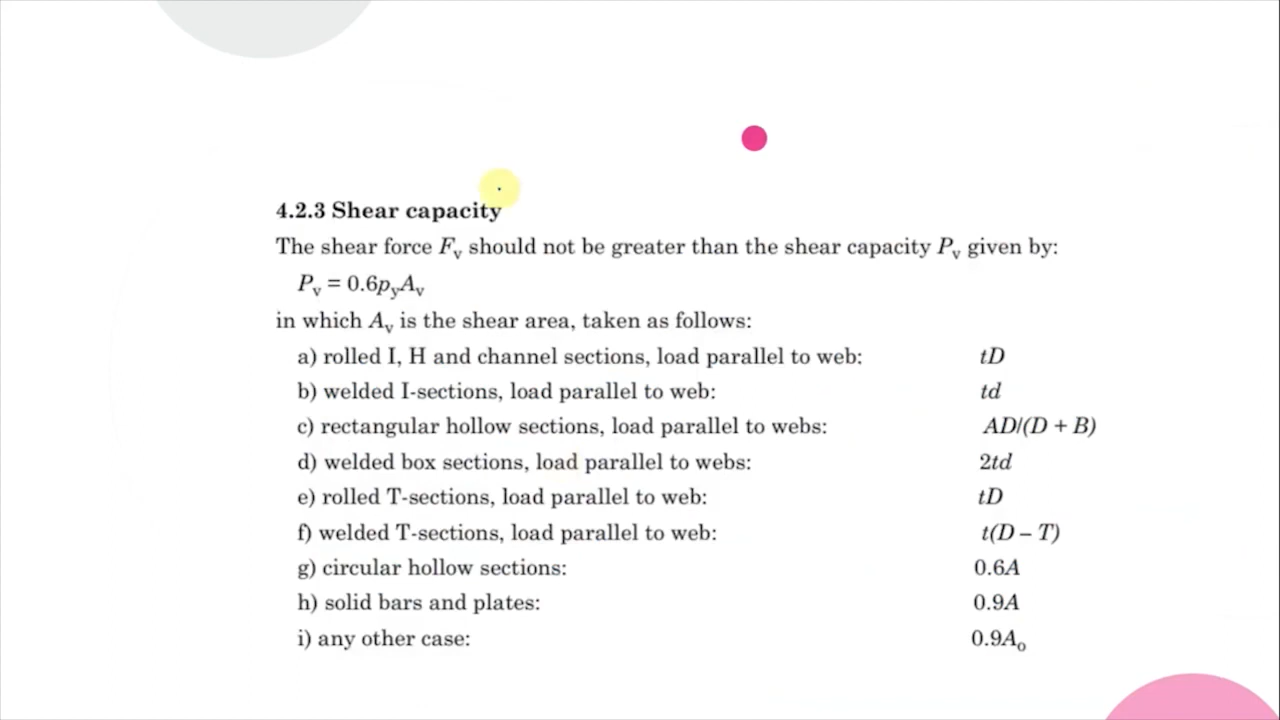 4.2.3 Shear capacity
The shear force Fv should not be greater than the shear capacity Pv given by:
Pv = 0.6pyAv
in which Av is the shear area, taken as follows:
a) rolled I, H and channel sections, load parallel to web: tD
b) welded I-sections, load parallel to web: td
c) rectangular hollow sections, load parallel to webs: AD/(D + B)
d) welded box sections, load parallel to webs: 2td
e) rolled T-sections, load parallel to web: tD
f) welded T-sections, load parallel to web: t(D – T)
g) circular hollow sections: 0.6A
h) solid bars and plates: 0.9A
i) any other case: 0.9Ao